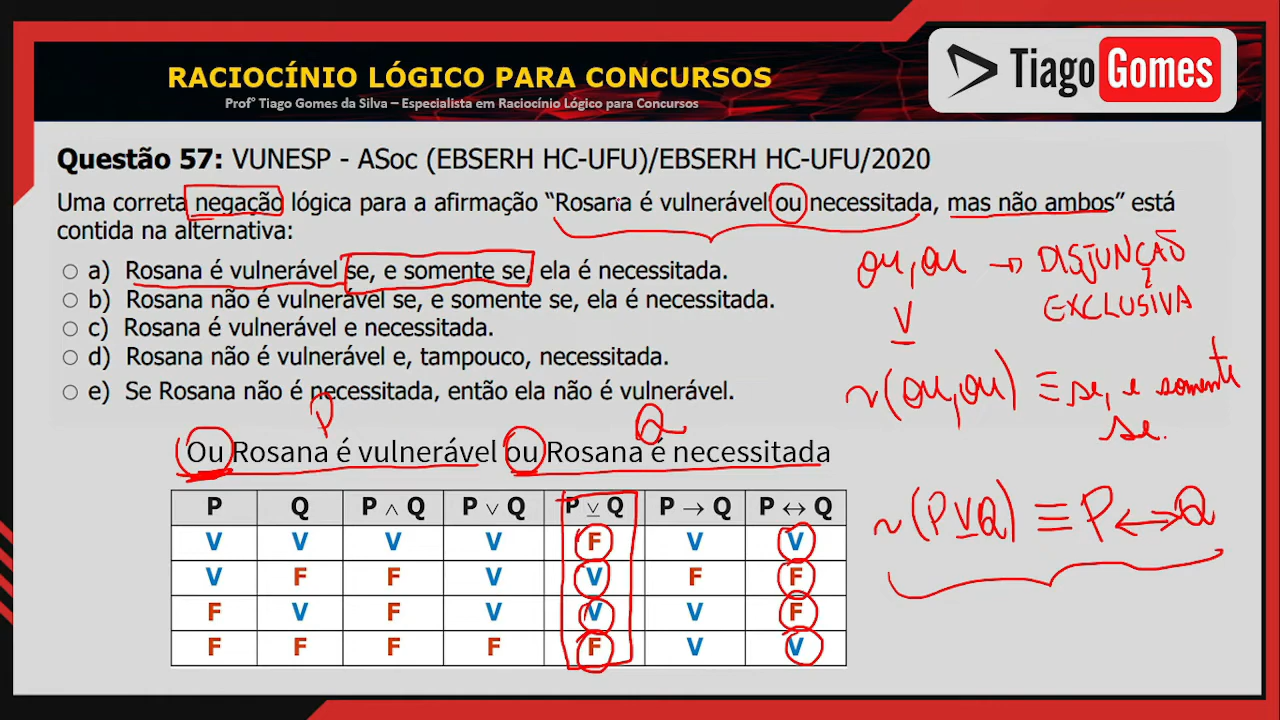 RACIOCÍNIO LÓGICO PARA CONCURSOS
Profº Tiago Gomes da Silva – Especialista em Raciocínio Lógico para Concursos
Tiago Gomes
Questão 57: VUNESP - ASoc (EBSERH HC-UFU)/EBSERH HC-UFU/2020
Uma correta negação lógica para a afirmação “Rosana é vulnerável ou necessitada, mas não ambos” está
contida na alternativa:
a) Rosana é vulnerável se, e somente se, ela é necessitada.
b) Rosana não é vulnerável se, e somente se, ela é necessitada.
c) Rosana é vulnerável e necessitada.
d) Rosana não é vulnerável e, tampouco, necessitada.
e) Se Rosana não é necessitada, então ela não é vulnerável.
OU, OU → DISJUNÇÃO
EXCLUSIVA
V
~(OU, OU) ≡ se, e somente
se.
P Q
Ou Rosana é vulnerável ou Rosana é necessitada
P Q P ∧ Q P ∨ Q P ⊻ Q P → Q P ↔ Q
V V V V F V V
V F F V V F F
F V F V V V F
F F F F F V V
~(P ⊻ Q) ≡ P ↔ Q